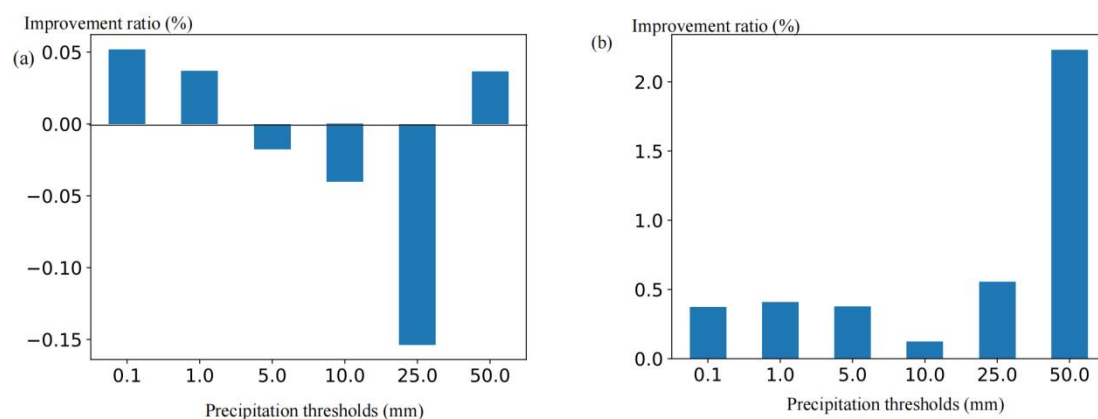 Improvement ratio (%)
(a)
0.05
0.00
−0.05
−0.10
−0.15
0.1 1.0 5.0 10.0 25.0 50.0
Precipitation thresholds (mm)
Improvement ratio (%)
(b)
2.0
1.5
1.0
0.5
0.0
0.1 1.0 5.0 10.0 25.0 50.0
Precipitation thresholds (mm)